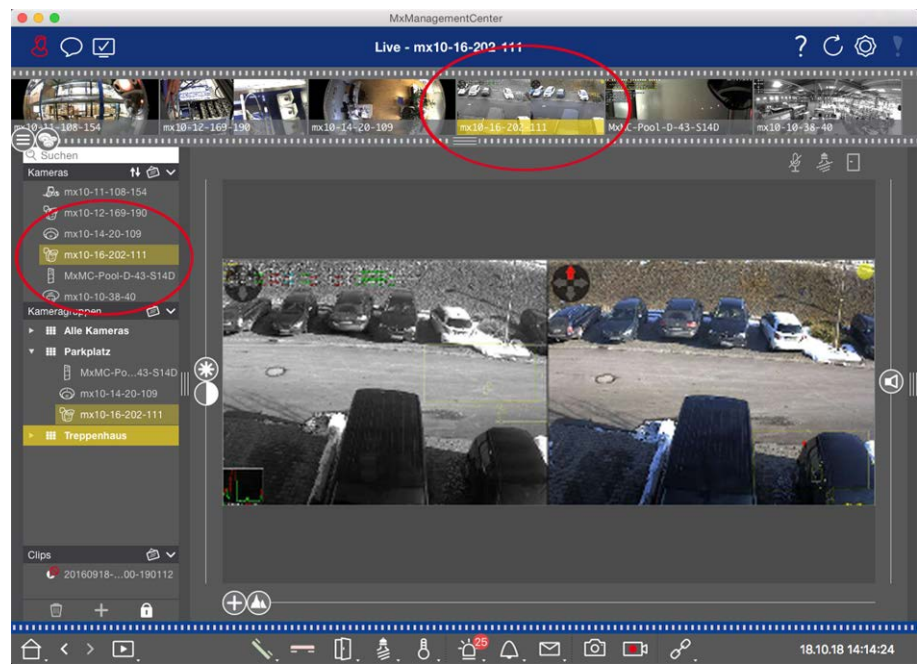 MxManagementCenter
Live - mx10-16-202-111
?
mx10-11-108-154
mx10-12-169-190
mx10-14-20-109
mx10-16-202-111
MxMC-Pool-D-43-S14D
mx10-10-38-40
Suchen
Kameras
mx10-11-108-154
mx10-12-169-190
mx10-14-20-109
mx10-16-202-111
MxMC-Pool-D-43-S14D
mx10-10-38-40
Kameragruppen
Alle Kameras
Parkplatz
MxMC-Po...43-S14D
mx10-14-20-109
mx10-16-202-111
Treppenhaus
Clips
20160918-...00-190112
25
18.10.18 14:14:24